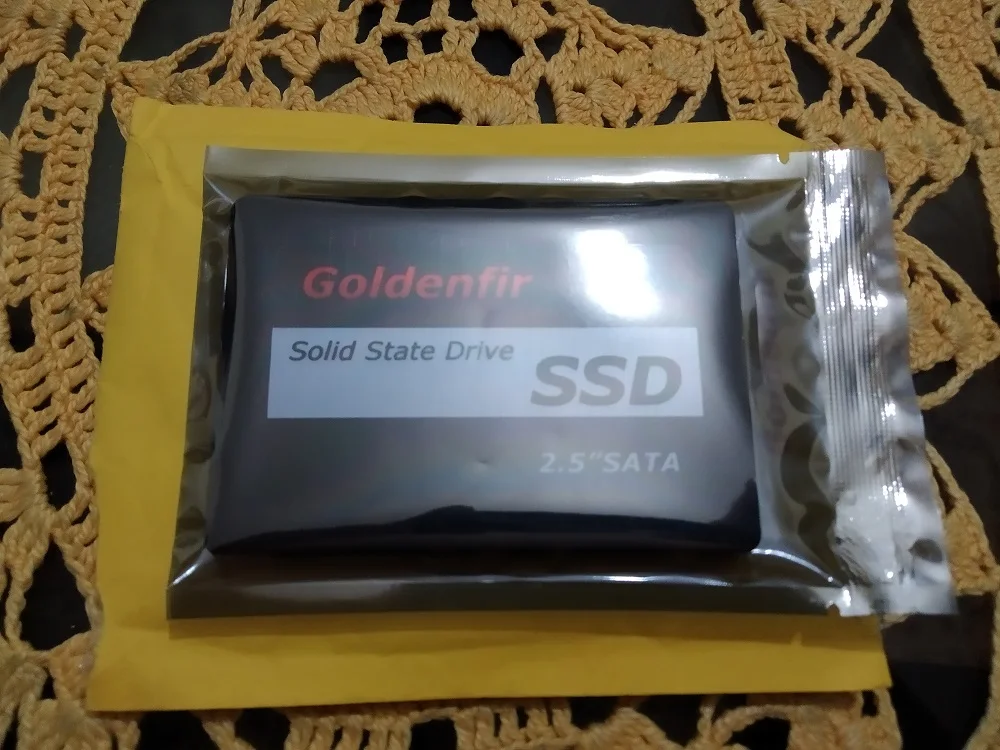 Goldenfir
Solid State Drive
SSD
2.5"SATA